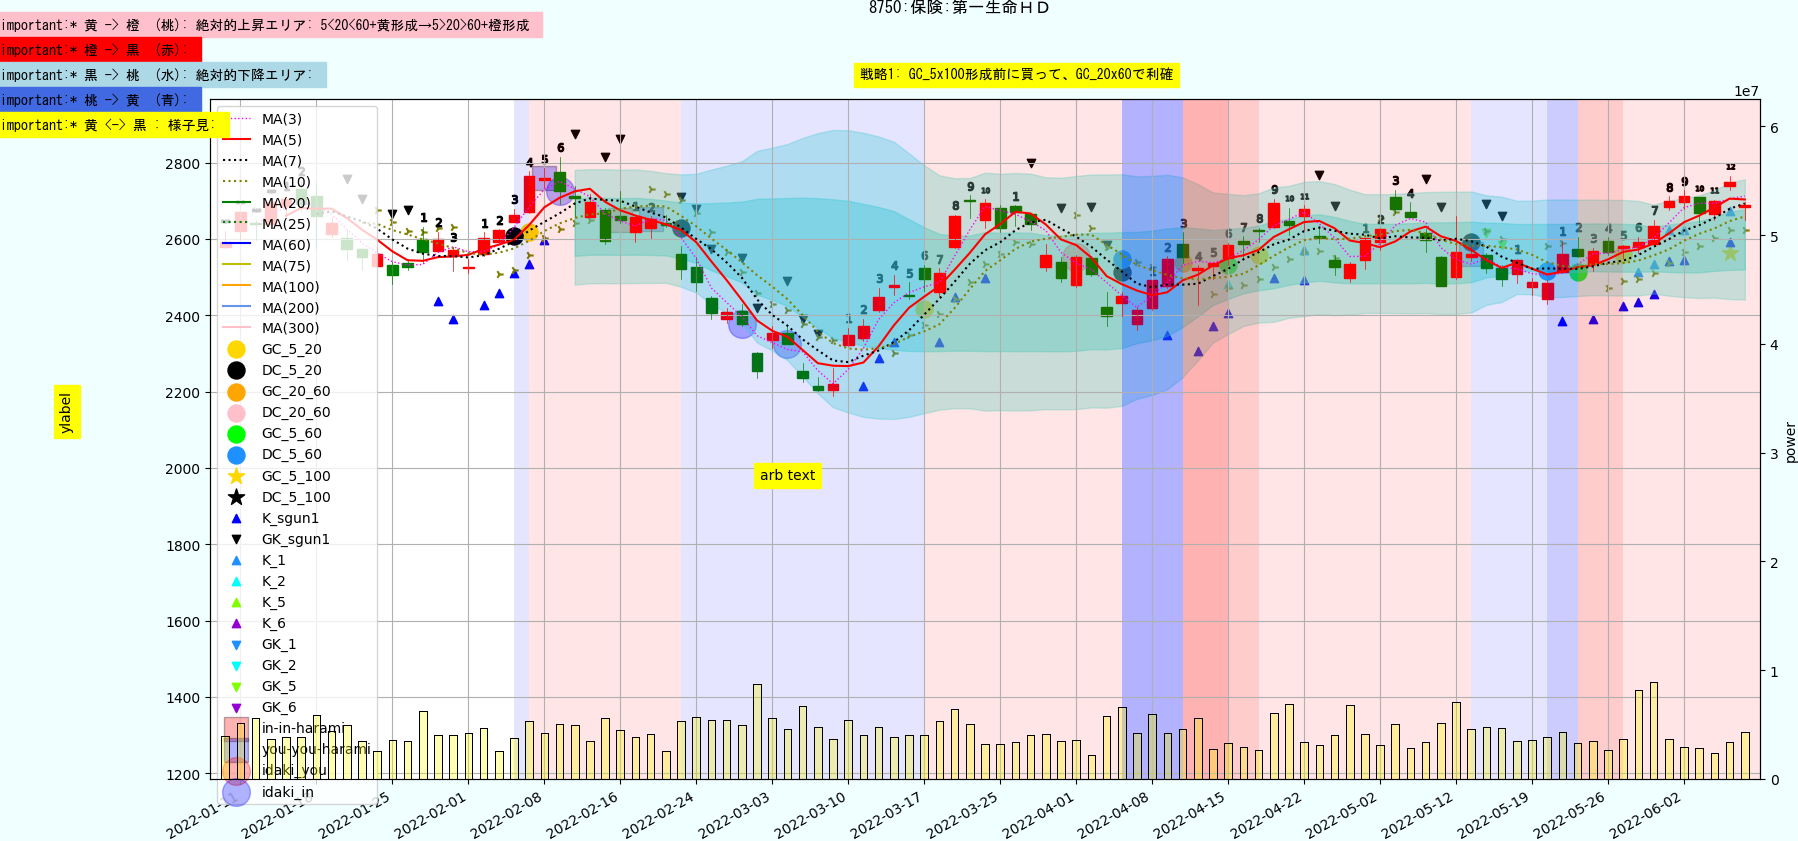 8750:保険:第一生命HD
important:* 黄 -> 橙 (桃): 絶対的上昇エリア: 5<20<60+黄形成→5>20>60+橙形成
important:* 橙 -> 黒 (赤):
important:* 黒 -> 桃 (水): 絶対的下降エリア:
戦略1: GC_5x100形成前に買って、GC_20x60で利確
important:* 桃 -> 黄 (青):
important:* 黄 <-> 黒 : 様子見:
1e7
MA(3)
MA(5)
MA(7)
MA(10)
MA(20)
MA(25)
MA(60)
MA(75)
MA(100)
MA(200)
MA(300)
GC_5_20
DC_5_20
GC_20_60
DC_20_60
GC_5_60
DC_5_60
GC_5_100
DC_5_100
K_sgun1
GK_sgun1
K_1
K_2
K_5
K_6
GK_1
GK_2
GK_5
GK_6
in-in-harami
you-you-harami
idaki_you
idaki_in
2800
2600
2400
2200
2000
1800
1600
1400
1200
ylabel
arb text
6
5
4
3
2
1
0
power
2022-01-25
2022-02-01
2022-02-08
2022-02-16
2022-02-24
2022-03-03
2022-03-10
2022-03-17
2022-03-25
2022-04-01
2022-04-08
2022-04-15
2022-04-22
2022-05-02
2022-05-12
2022-05-19
2022-05-26
2022-06-02